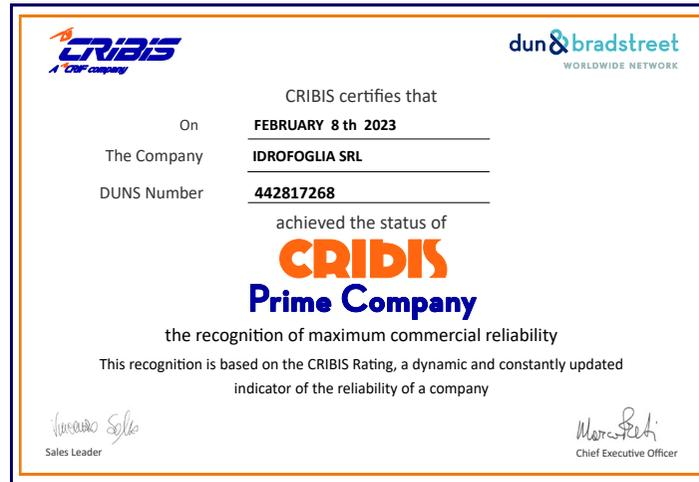 CRIBIS
A CRIF company
dun & bradstreet
WORLDWIDE NETWORK
CRIBIS certifies that
On FEBRUARY 8 th 2023
The Company IDROFOGLIA SRL
DUNS Number 442817268
achieved the status of
CRIBIS
Prime Company
the recognition of maximum commercial reliability
This recognition is based on the CRIBIS Rating, a dynamic and constantly updated
indicator of the reliability of a company
Sales Leader
Chief Executive Officer